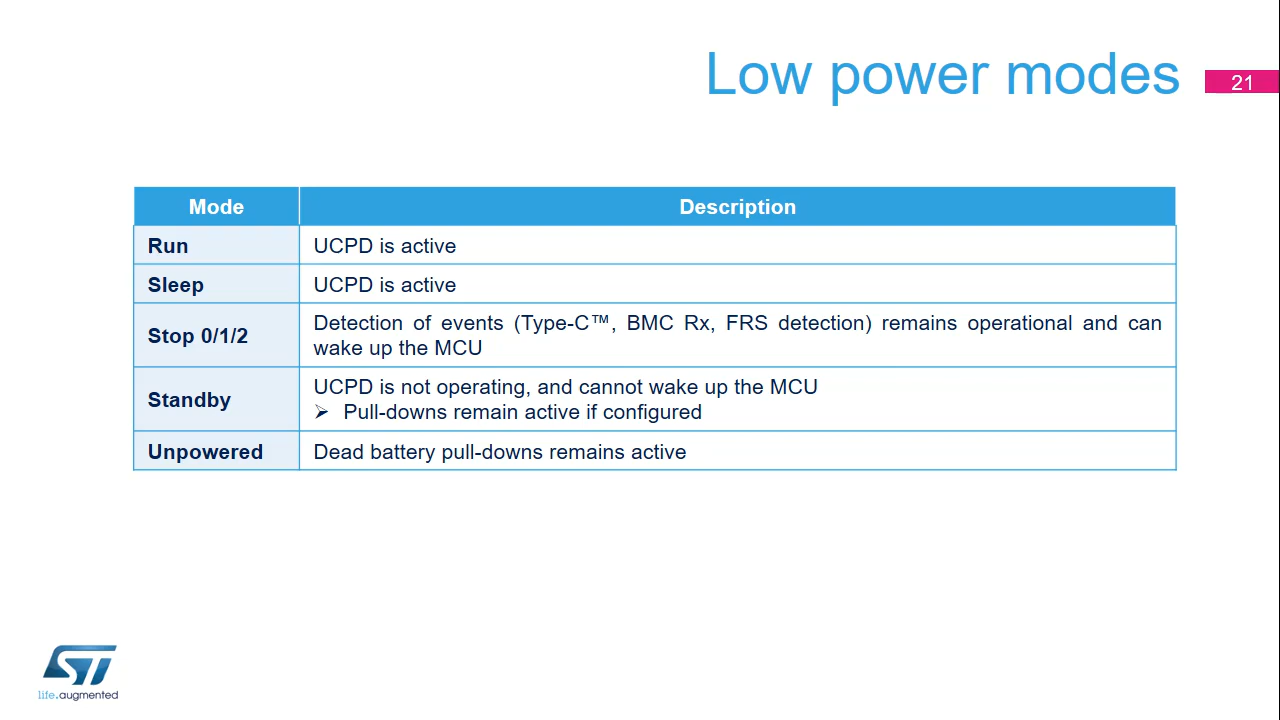 Low power modes
21
Mode Description
Run UCPD is active
Sleep UCPD is active
Stop 0/1/2 Detection of events (Type-C™, BMC Rx, FRS detection) remains operational and can
wake up the MCU
Standby UCPD is not operating, and cannot wake up the MCU
➢ Pull-downs remain active if configured
Unpowered Dead battery pull-downs remains active
ST
life.augmented